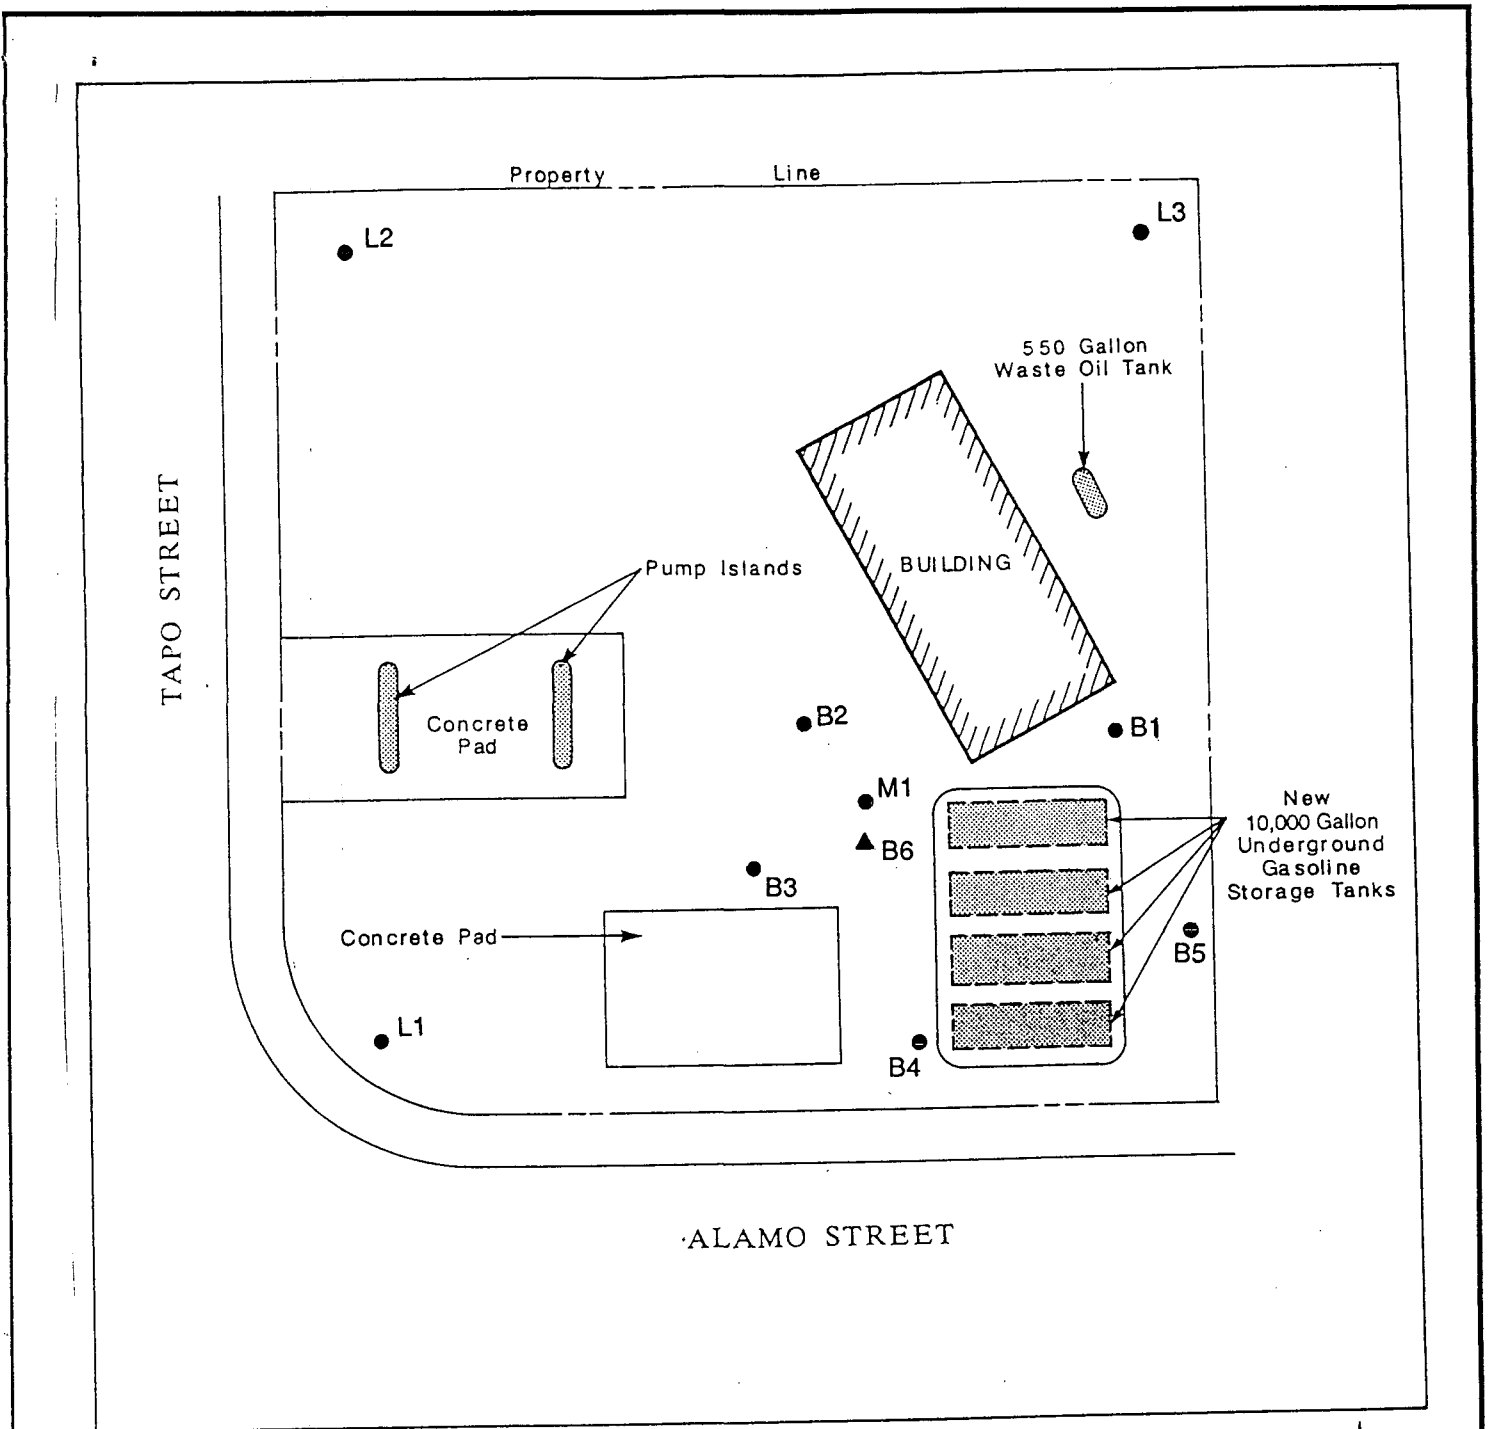 Property Line
L2
L3
550 Gallon
Waste Oil Tank
TAPO STREET
BUILDING
Pump Islands
Concrete
Pad
B2
B1
M1
New
10,000 Gallon
Underground
Gasoline
Storage Tanks
B6
B3
Concrete Pad
B5
L1
B4
ALAMO STREET